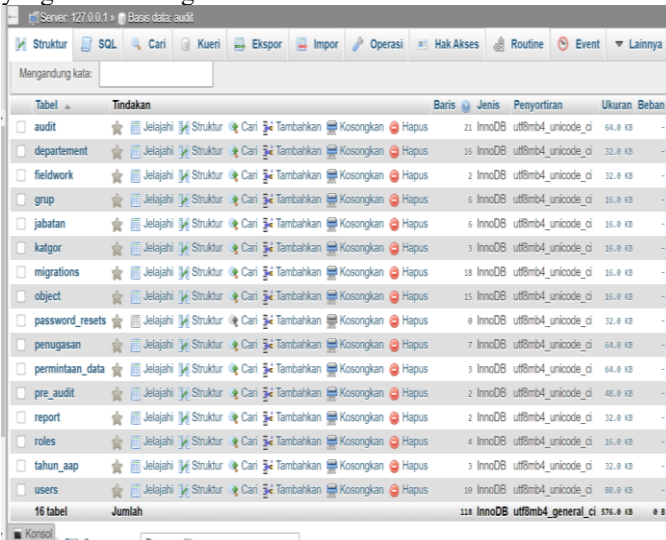 Server: 127.0.0.1 » Basis data: audit
Struktur SQL Cari Kueri Ekspor Impor Operasi Hak Akses Routine Event Lainnya
Mengandung kata:
Tabel Tindakan Baris Jenis Penyortiran Ukuran Beban
audit Jelajahi Struktur Cari Tambahkan Kosongkan Hapus 21 InnoDB utf8mb4_unicode_ci 64.0 KB -
departement Jelajahi Struktur Cari Tambahkan Kosongkan Hapus 16 InnoDB utf8mb4_unicode_ci 32.0 KB -
fieldwork Jelajahi Struktur Cari Tambahkan Kosongkan Hapus 2 InnoDB utf8mb4_unicode_ci 32.0 KB -
grup Jelajahi Struktur Cari Tambahkan Kosongkan Hapus 6 InnoDB utf8mb4_unicode_ci 16.0 KB -
jabatan Jelajahi Struktur Cari Tambahkan Kosongkan Hapus 6 InnoDB utf8mb4_unicode_ci 16.0 KB -
katgor Jelajahi Struktur Cari Tambahkan Kosongkan Hapus 3 InnoDB utf8mb4_unicode_ci 16.0 KB -
migrations Jelajahi Struktur Cari Tambahkan Kosongkan Hapus 18 InnoDB utf8mb4_unicode_ci 16.0 KB -
object Jelajahi Struktur Cari Tambahkan Kosongkan Hapus 15 InnoDB utf8mb4_unicode_ci 16.0 KB -
password_resets Jelajahi Struktur Cari Tambahkan Kosongkan Hapus 0 InnoDB utf8mb4_unicode_ci 32.0 KB -
penugasan Jelajahi Struktur Cari Tambahkan Kosongkan Hapus 7 InnoDB utf8mb4_unicode_ci 64.0 KB -
permintaan_data Jelajahi Struktur Cari Tambahkan Kosongkan Hapus 3 InnoDB utf8mb4_unicode_ci 64.0 KB -
pre_audit Jelajahi Struktur Cari Tambahkan Kosongkan Hapus 2 InnoDB utf8mb4_unicode_ci 48.0 KB -
report Jelajahi Struktur Cari Tambahkan Kosongkan Hapus 2 InnoDB utf8mb4_unicode_ci 32.0 KB -
roles Jelajahi Struktur Cari Tambahkan Kosongkan Hapus 4 InnoDB utf8mb4_unicode_ci 16.0 KB -
tahun_aap Jelajahi Struktur Cari Tambahkan Kosongkan Hapus 3 InnoDB utf8mb4_unicode_ci 32.0 KB -
users Jelajahi Struktur Cari Tambahkan Kosongkan Hapus 10 InnoDB utf8mb4_unicode_ci 80.0 KB -
16 tabel Jumlah 118 InnoDB utf8mb4_general_ci 576.0 KB 0 B
Konsol